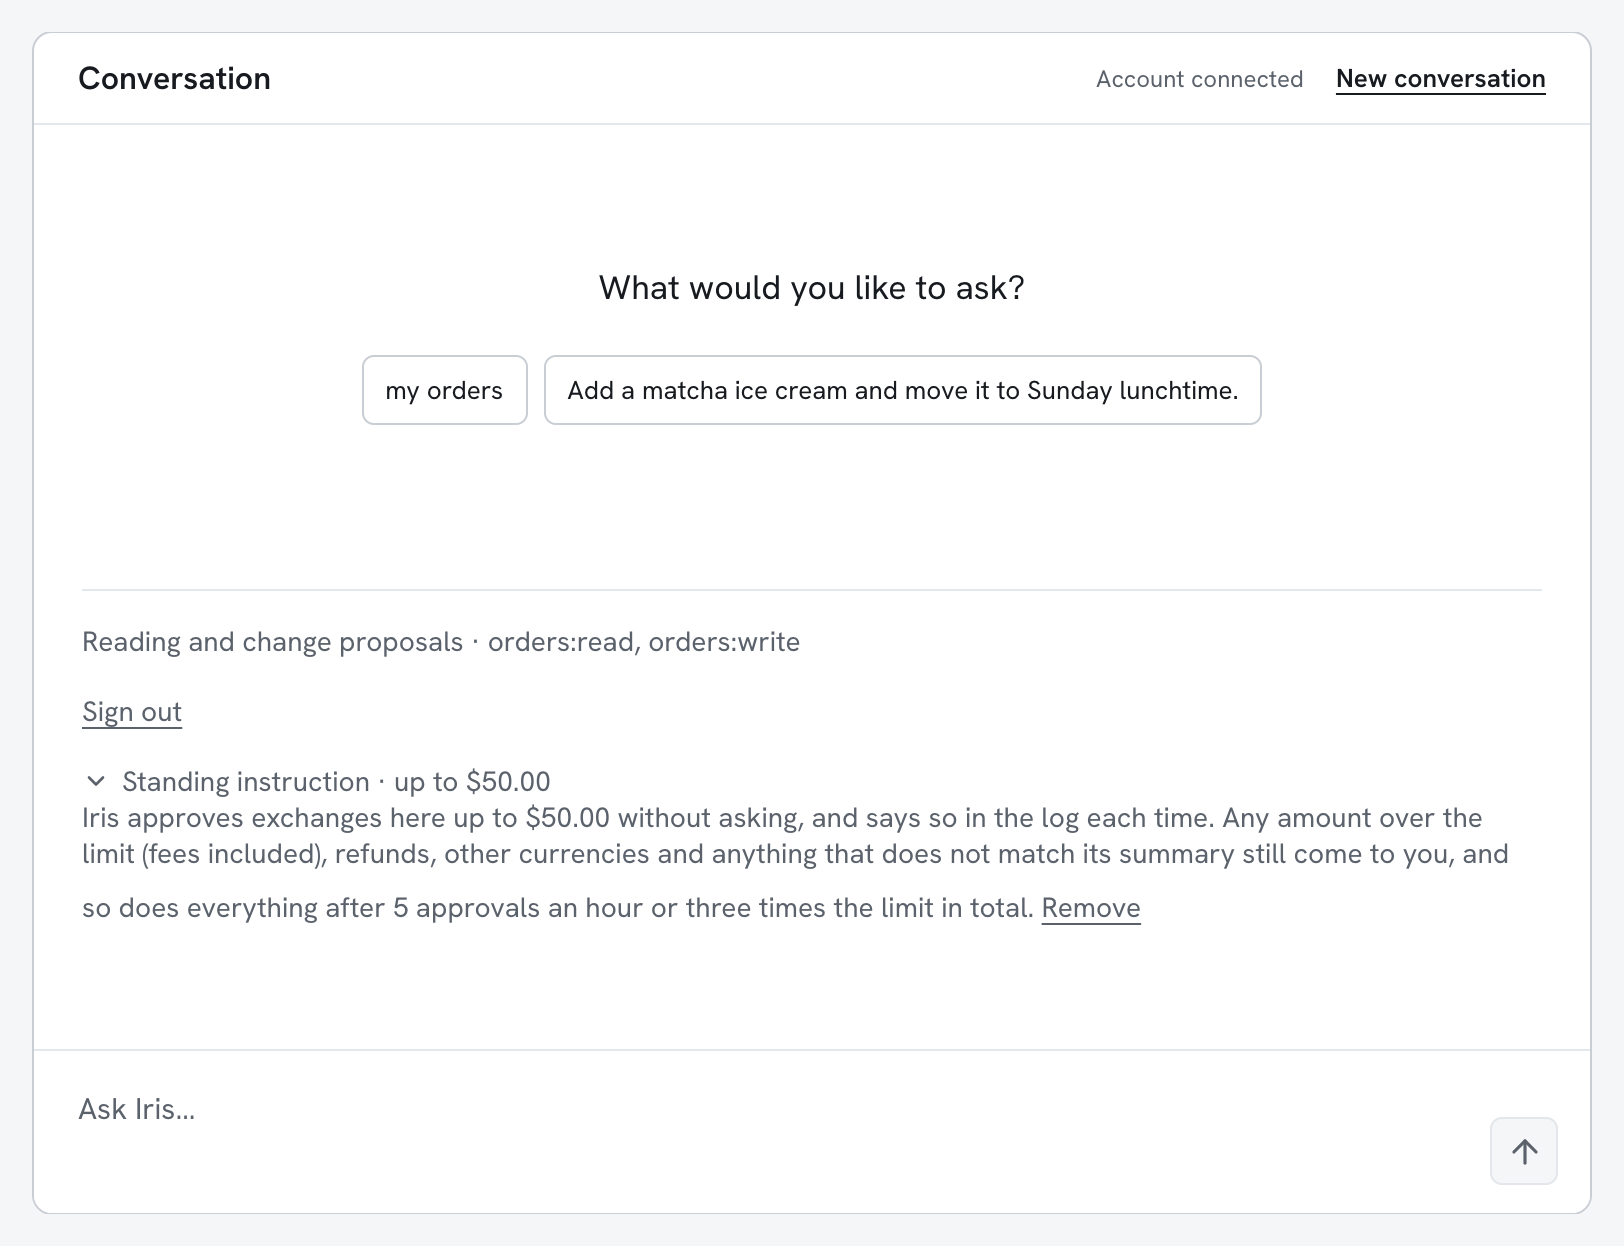 Conversation
Account connected
New conversation
What would you like to ask?
my orders
Add a matcha ice cream and move it to Sunday lunchtime.
Reading and change proposals · orders:read, orders:write
Sign out
Standing instruction · up to $50.00
Iris approves exchanges here up to $50.00 without asking, and says so in the log each time. Any amount over the
limit (fees included), refunds, other currencies and anything that does not match its summary still come to you, and
so does everything after 5 approvals an hour or three times the limit in total. Remove
Ask Iris...